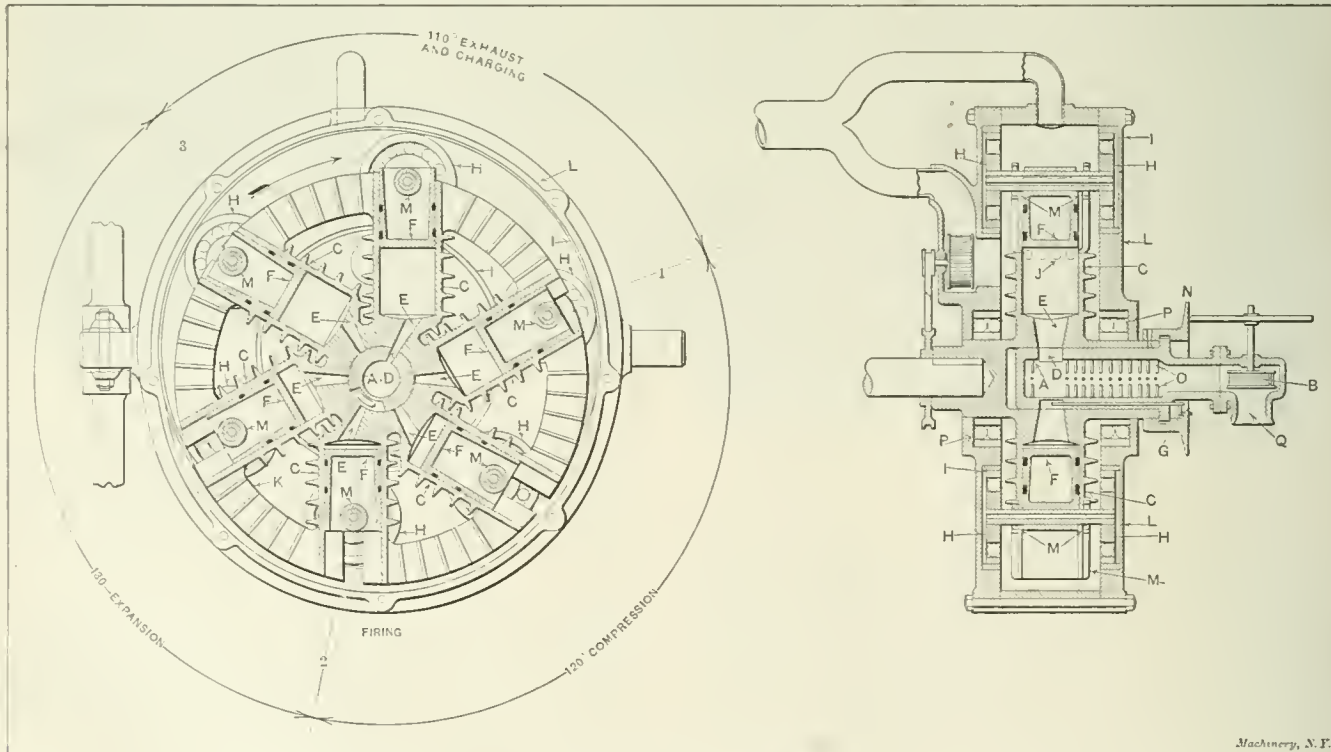 110° EXHAUST
AND CHARGING
3
H
L
H
M
F
I
H
C
I
H
1
M
F
E
C
E
M
F
A-D
E
H
C
E
F
C
M
E
H
F
M
C
E
F
C
K
M
H
130-EXPANSION
FIRING
120° COMPRESSION
2
I
H
H
M
F
L
J
C
E
N
P
D
A
O
B
Q
P
G
I
F
C
L
H
H
M
M-
Machinery, N.Y.